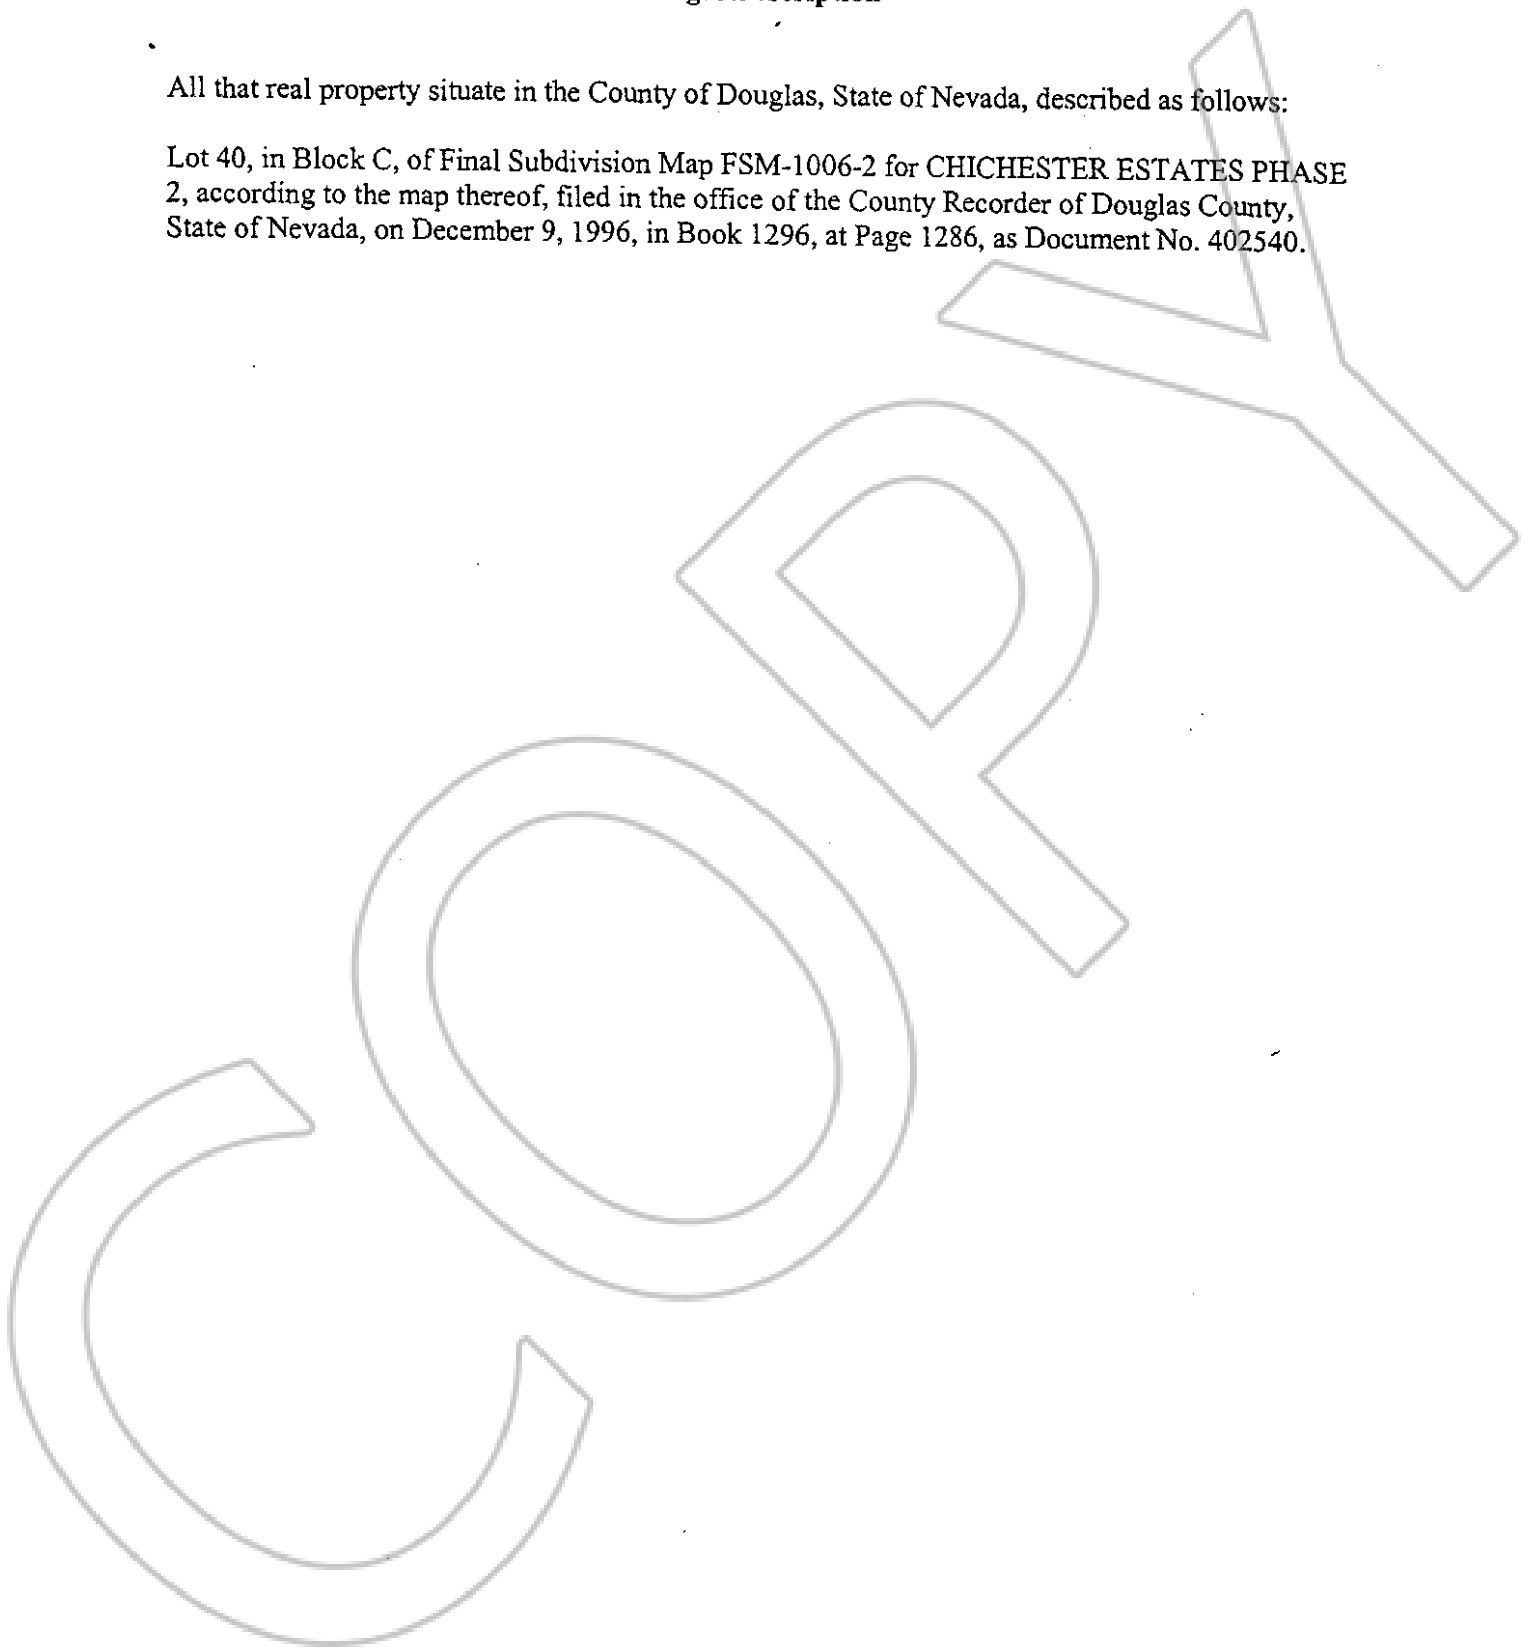 All that real property situate in the County of Douglas, State of Nevada, described as follows:
Lot 40, in Block C, of Final Subdivision Map FSM-1006-2 for CHICHESTER ESTATES PHASE
2, according to the map thereof, filed in the office of the County Recorder of Douglas County,
State of Nevada, on December 9, 1996, in Book 1296, at Page 1286, as Document No. 402540.
COPY